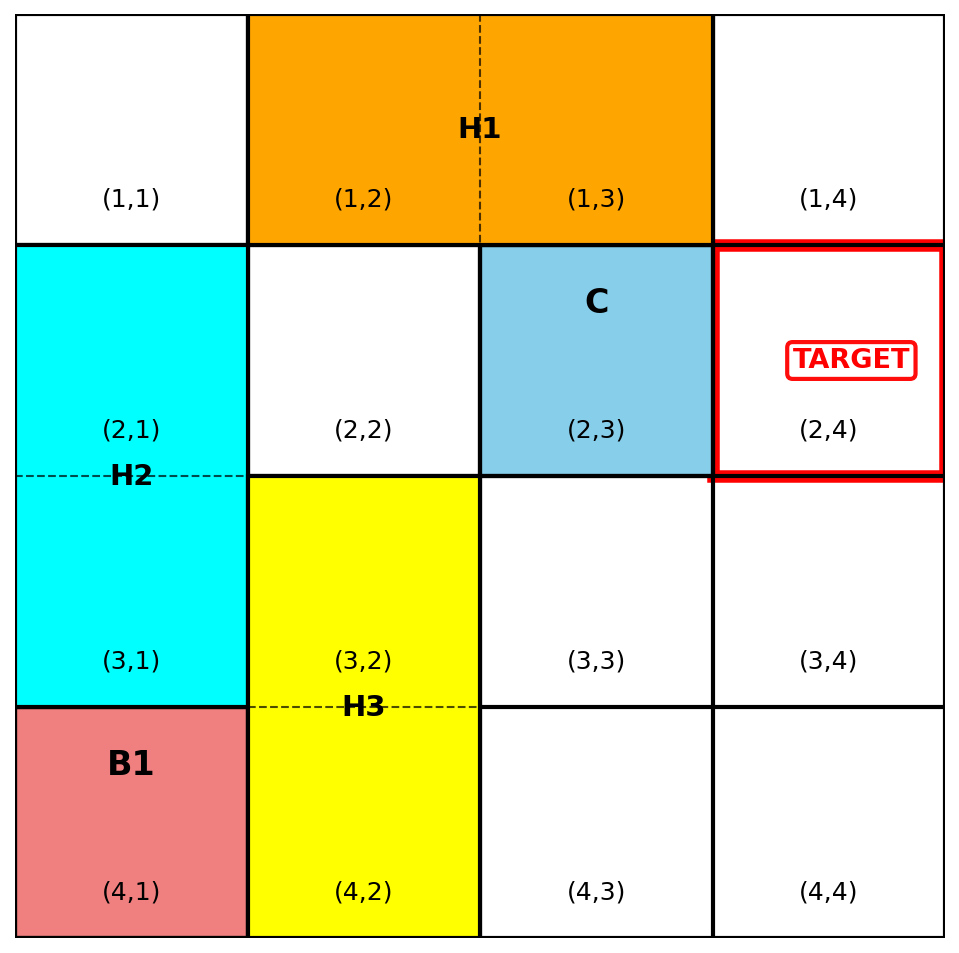 H1
(1,1)
(1,2)
(1,3)
(1,4)
C
TARGET
(2,1)
(2,2)
(2,3)
(2,4)
H2
(3,1)
(3,2)
(3,3)
(3,4)
H3
B1
(4,1)
(4,2)
(4,3)
(4,4)